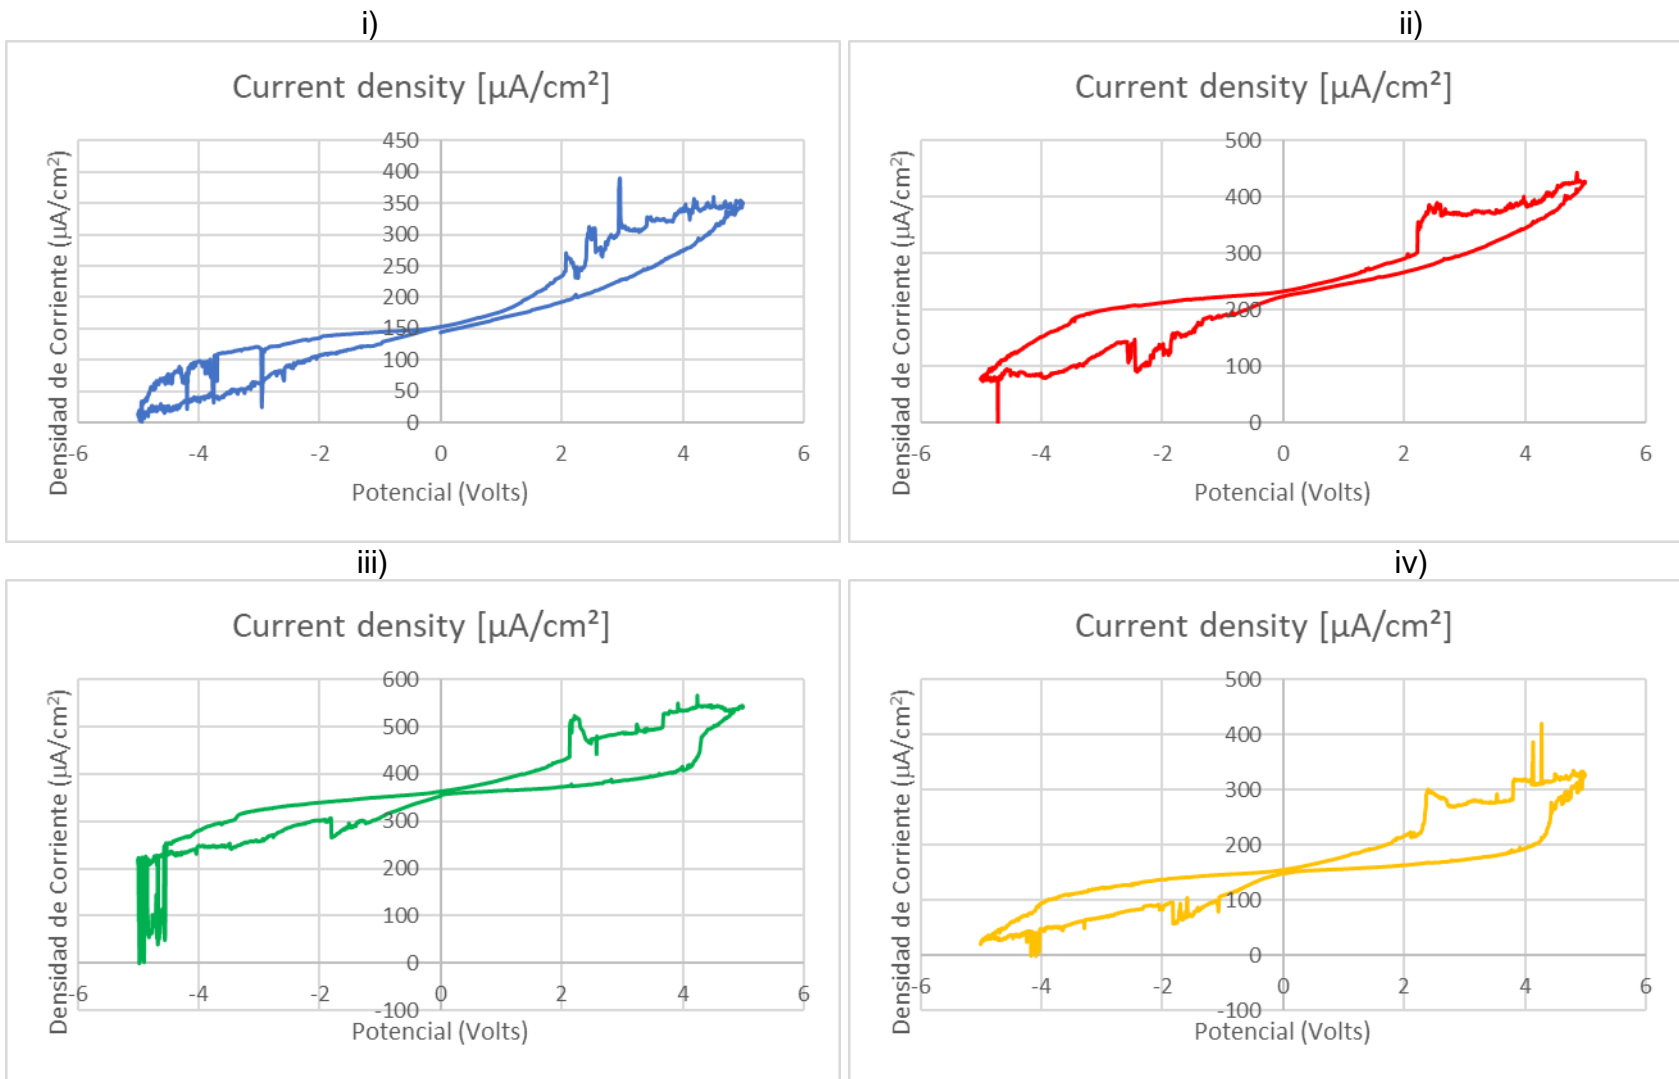 i)
Current density [µA/cm²]
Densidad de Corriente (µA/cm²)
450
400
350
300
250
200
150
100
50
0
-6 -4 -2 0 2 4 6
Potencial (Volts)
ii)
Current density [µA/cm²]
Densidad de Corriente (µA/cm²)
500
400
300
200
100
0
-6 -4 -2 0 2 4 6
Potencial (Volts)
iii)
Current density [µA/cm²]
Densidad de Corriente (µA/cm²)
600
500
400
300
200
100
0
-100
-6 -4 -2 0 2 4 6
Potencial (Volts)
iv)
Current density [µA/cm²]
Densidad de Corriente (µA/cm²)
500
400
300
200
100
0
-100
-6 -4 -2 0 2 4 6
Potencial (Volts)